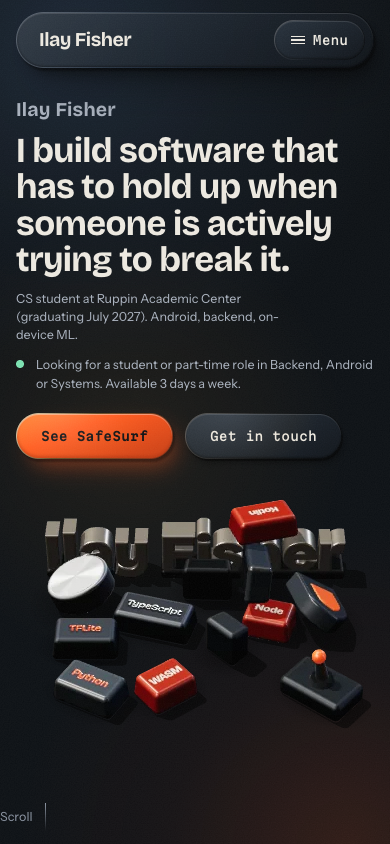 Ilay Fisher
Menu
Ilay Fisher
I build software that
has to hold up when
someone is actively
trying to break it.
CS student at Ruppin Academic Center
(graduating July 2027). Android, backend, on-
device ML.
Looking for a student or part-time role in Backend, Android
or Systems. Available 3 days a week.
See SafeSurf
Get in touch
Kotlin
Ilay Fisher
TypeScript
Node
TFLite
Python
WASM
Scroll